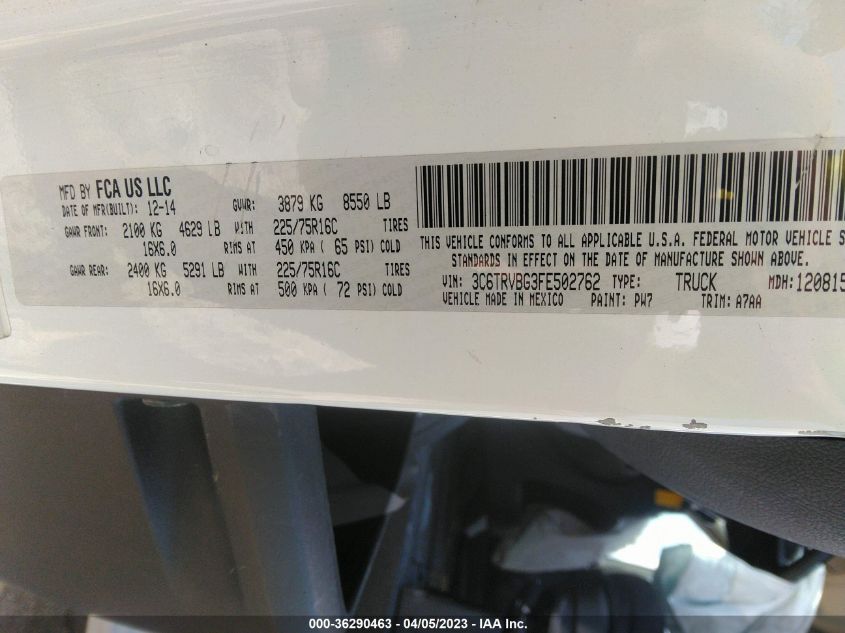 MFD BY FCA US LLC
DATE OF MFR(BUILT): 12-14 GVWR: 3879 KG 8550 LB
GAWR FRONT: 2100 KG 4629 LB WITH 225/75R16C TIRES
16X6.0 RIMS AT 450 KPA ( 65 PSI) COLD
GAWR REAR: 2400 KG 5291 LB WITH 225/75R16C TIRES
16X6.0 RIMS AT 500 KPA ( 72 PSI) COLD
THIS VEHICLE CONFORMS TO ALL APPLICABLE U.S.A. FEDERAL MOTOR VEHICLE S
STANDARDS IN EFFECT ON THE DATE OF MANUFACTURE SHOWN ABOVE.
VIN: 3C6TRVBG3FE502762 TYPE: TRUCK MDH: 120815
VEHICLE MADE IN MEXICO PAINT: PW7 TRIM: A7AA
000-36290463 - 04/05/2023 - IAA Inc.